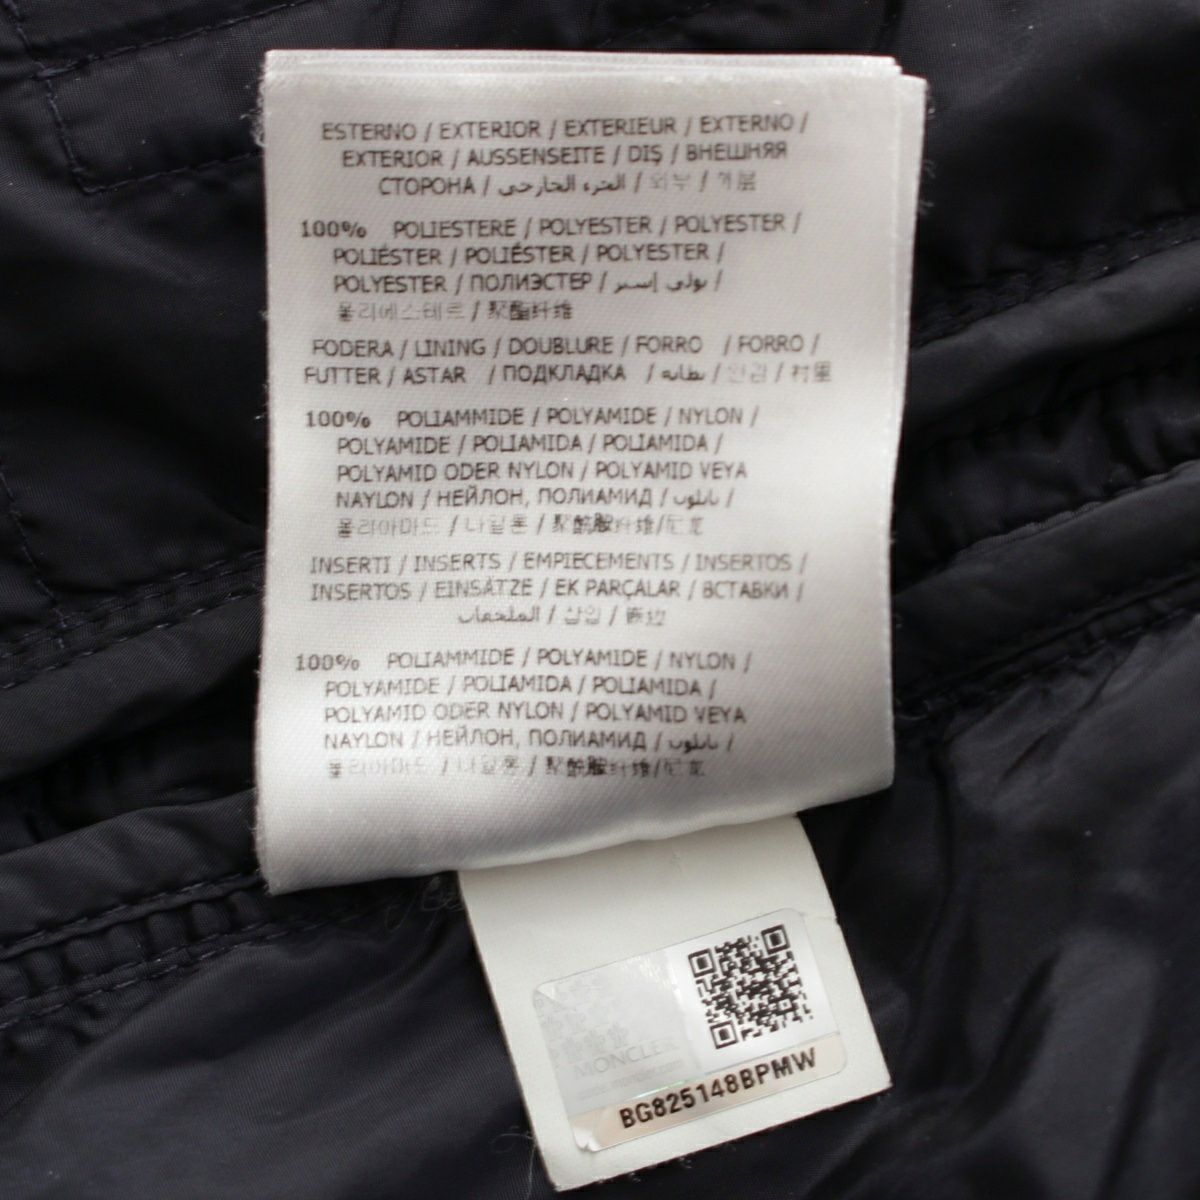 ESTERNO / EXTERIOR / EXTERIEUR / EXTERNO /
EXTERIOR / AUSSENSEITE / DIŞ / ВНЕШНЯЯ
СТОРОНА / الجزء الخارجي / 외부 / 外层
100% POLIESTERE / POLYESTER / POLYESTER /
POLIÉSTER / POLIÉSTER / POLYESTER /
POLYESTER / ПОЛИЭСТЕР / بولي إستر /
폴리에스테르 / 聚酯纤维
FODERA / LINING / DOUBLURE / FORRO / FORRO /
FUTTER / ASTAR / ПОДКЛАДКА / بطانة / 안감 / 村里
100% POLIAMMIDE / POLYAMIDE / NYLON /
POLYAMIDE / POLIAMIDA / POLIAMIDA /
POLYAMID ODER NYLON / POLYAMID VEYA
NAYLON / НЕЙЛОН, ПОЛИАМИД / نايلون /
폴리아마드 / 나일론 / 聚酰胺纤维/尼龙
INSERTI / INSERTS / EMPIECEMENTS / INSERTOS /
INSERTOS / EINSÄTZE / EK PARÇALAR / ВСТАВКИ /
الملحقات / 삽입 / 嵌边
100% POLIAMMIDE / POLYAMIDE / NYLON /
POLYAMIDE / POLIAMIDA / POLIAMIDA /
POLYAMID ODER NYLON / POLYAMID VEYA
NAYLON / НЕЙЛОН, ПОЛИАМИД / نايلون /
폴리아마드 / 나일론 / 聚酰胺纤维/尼龙
MONCLER
BG825148BPMW